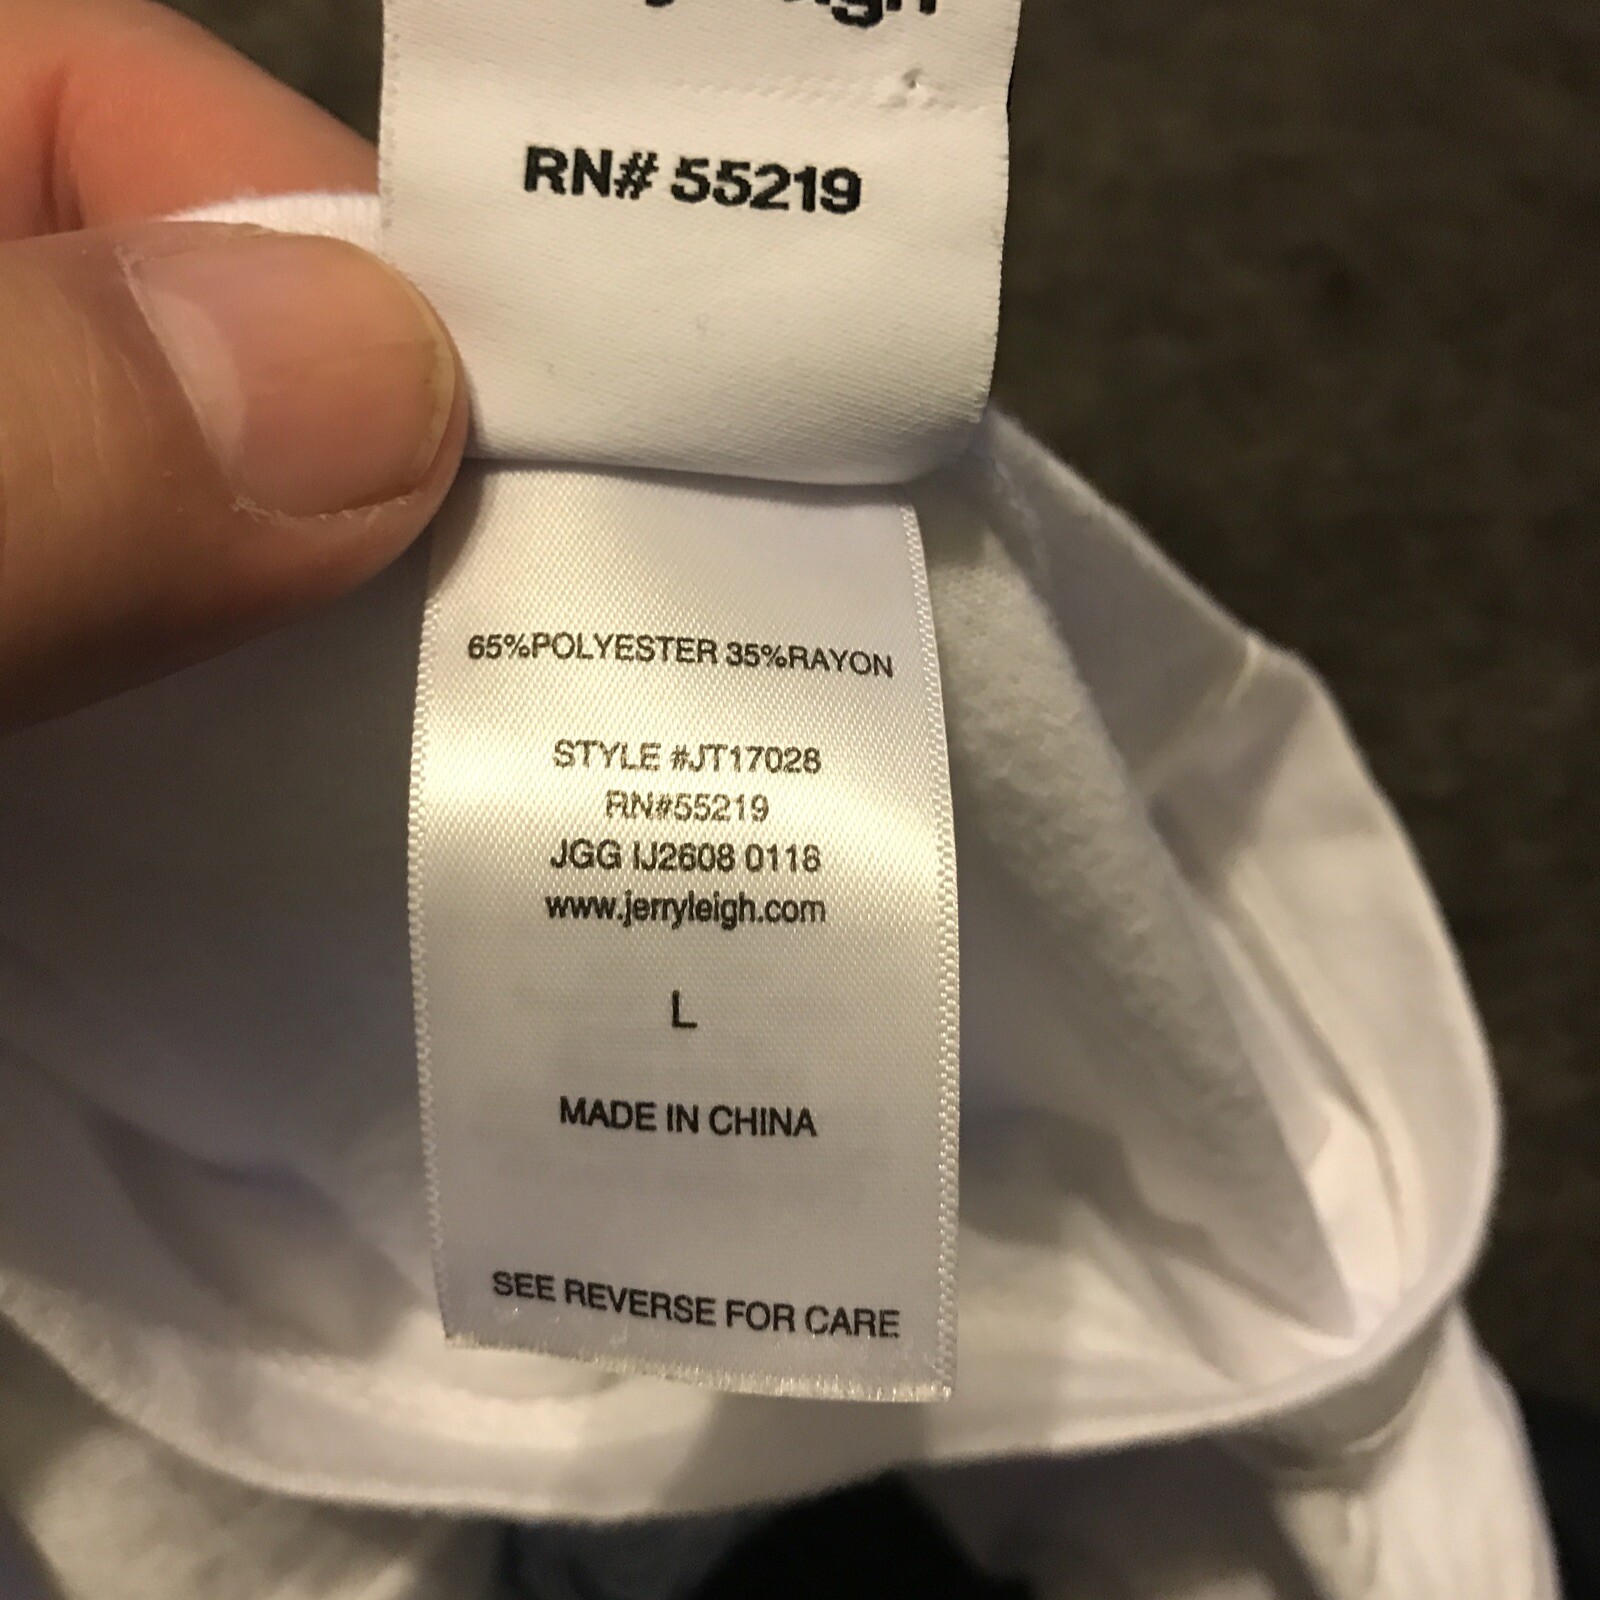 RN# 55219
65%POLYESTER 35%RAYON
STYLE #JT17028
RN#55219
JGG IJ2608 0118
www.jerryleigh.com
L
MADE IN CHINA
SEE REVERSE FOR CARE